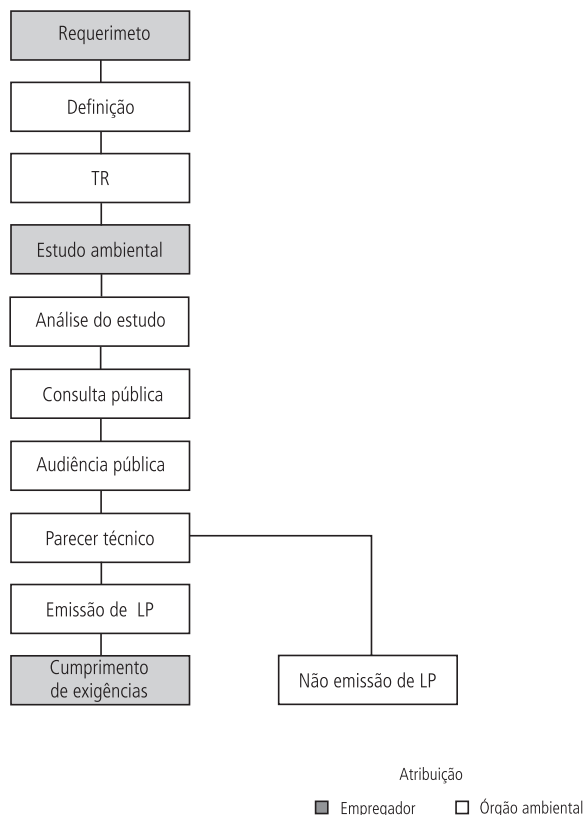 Requerimeto
Definição
TR
Estudo ambiental
Análise do estudo
Consulta pública
Audiência pública
Parecer técnico
Emissão de LP
Cumprimento
de exigências
Não emissão de LP
Atribuição
Empregador
Órgão ambiental